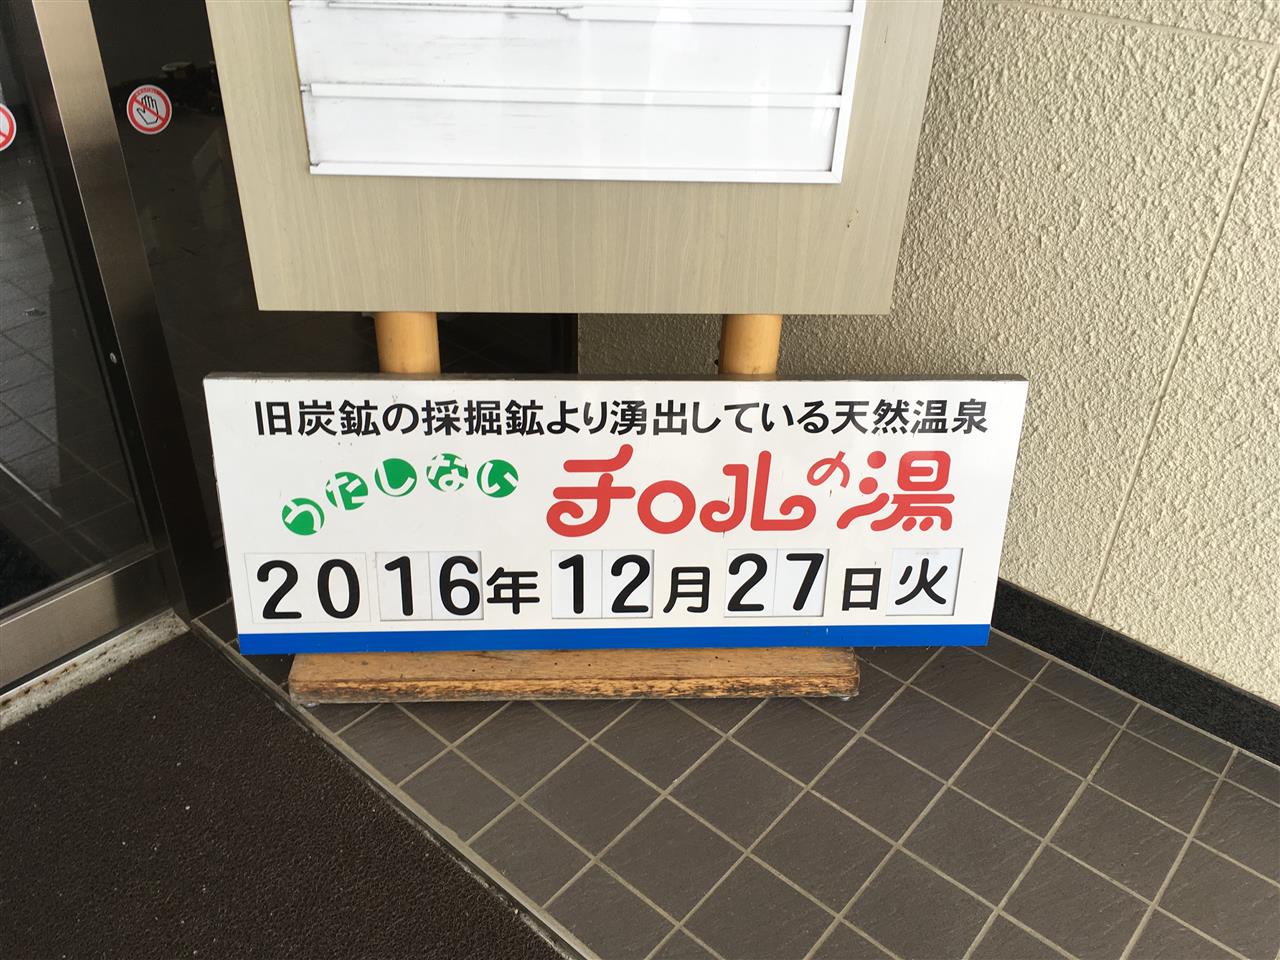 旧炭鉱の採掘鉱より湧出している天然温泉
かたしない チロルの湯
2016年 12月 27日 火